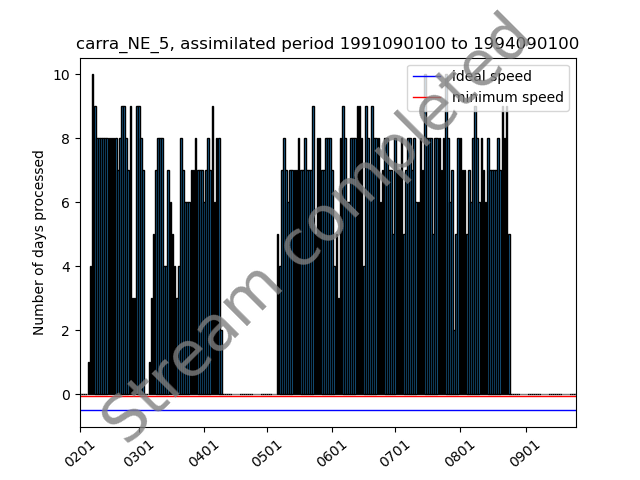 carra_NE_5, assimilated period 1991090100 to 1994090100
ideal speed
minimum speed
Stream completed
Number of days processed
10
8
6
4
2
0
0201 0301 0401 0501 0601 0701 0801 0901